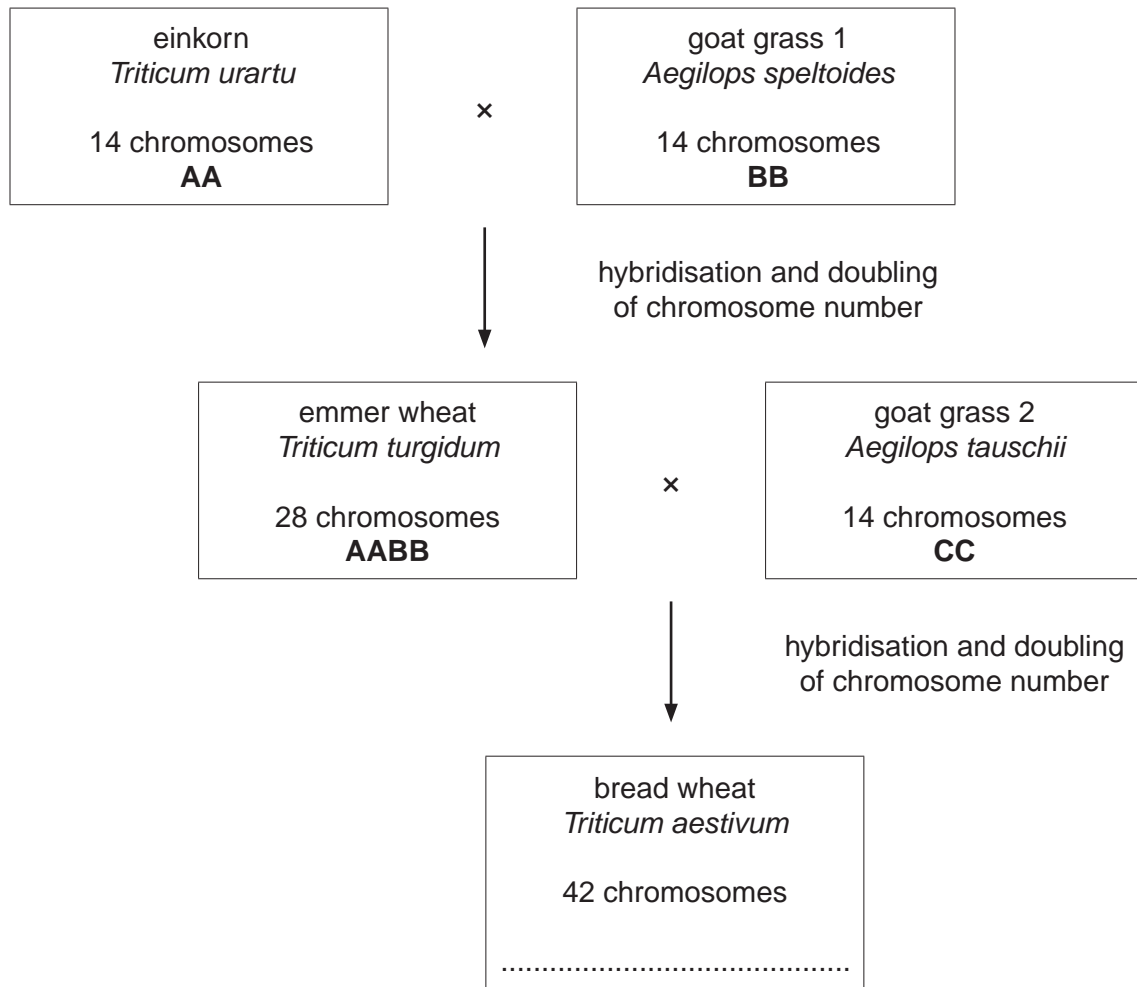 einkorn
Triticum urartu
14 chromosomes
AA
×
goat grass 1
Aegilops speltoides
14 chromosomes
BB
hybridisation and doubling
of chromosome number
emmer wheat
Triticum turgidum
28 chromosomes
AABB
×
goat grass 2
Aegilops tauschii
14 chromosomes
CC
hybridisation and doubling
of chromosome number
bread wheat
Triticum aestivum
42 chromosomes
..........................................